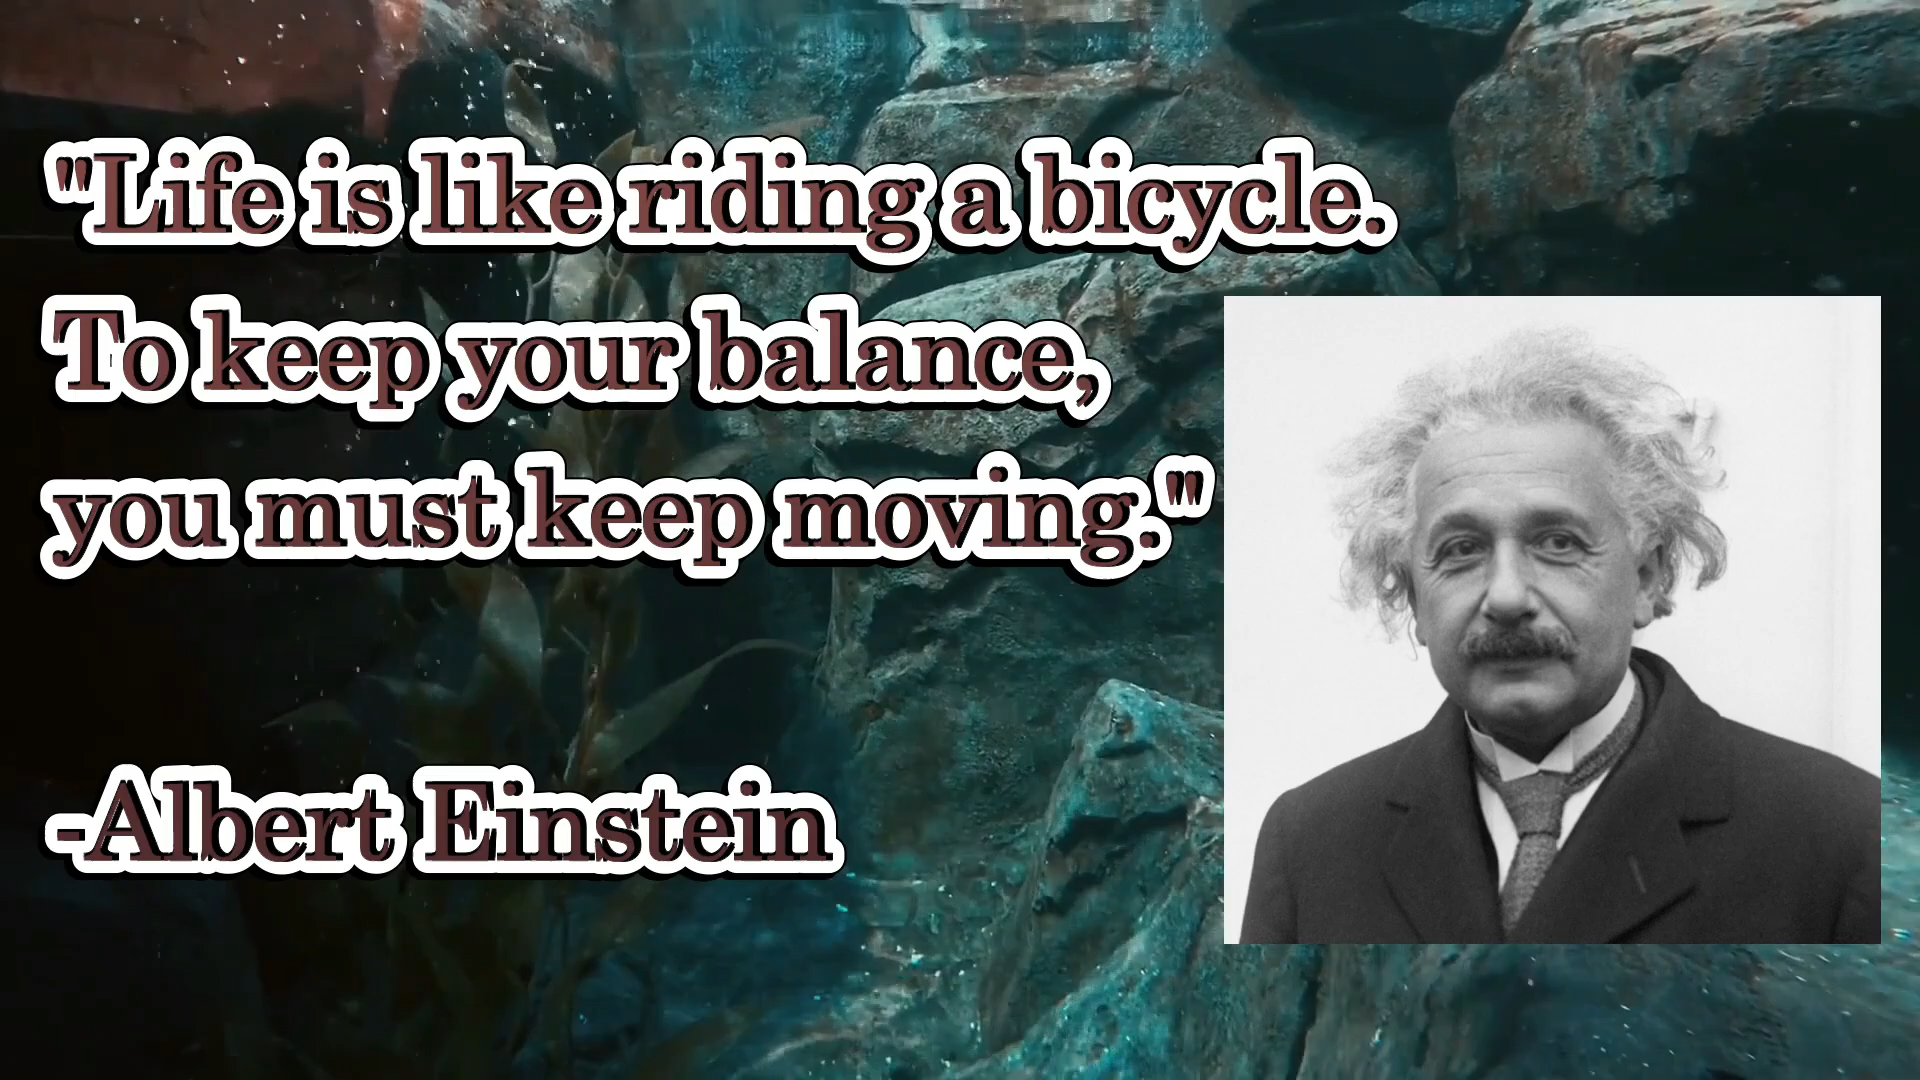 "Life is like riding a bicycle.
To keep your balance,
you must keep moving."
-Albert Einstein